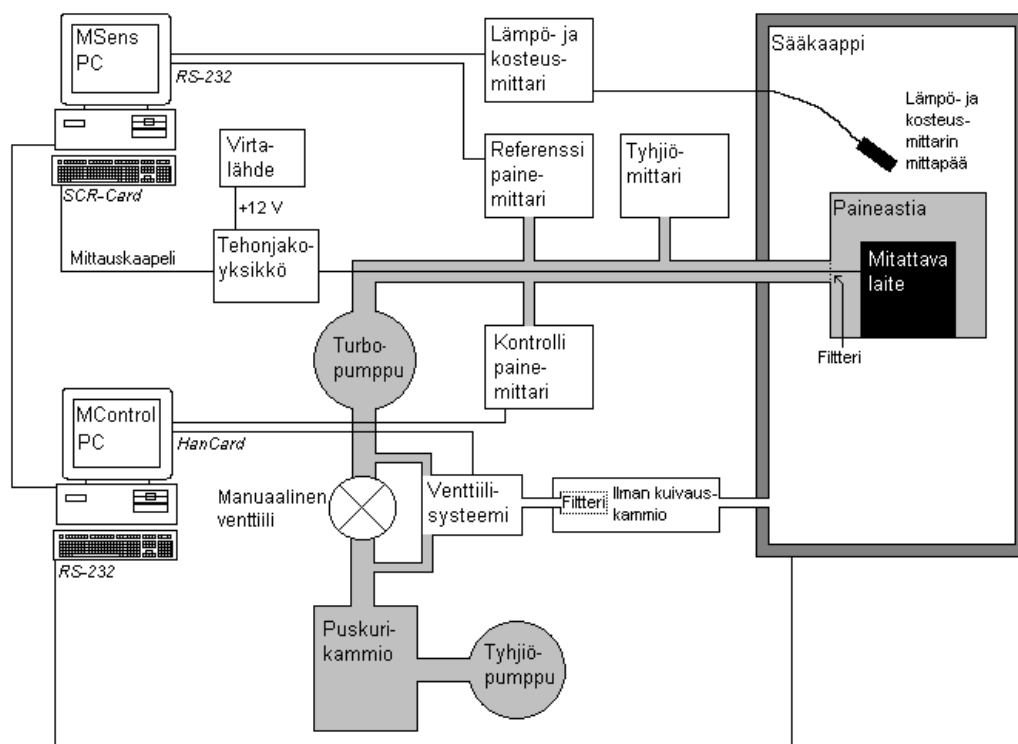 MSens
PC
RS-232
SCR-Card
Mittauskaapeli
Virta-
lähde
+12 V
Tehonjako-
yksikkö
Lämpö- ja
kosteus-
mittari
Referenssi
paine-
mittari
Tyhjiö-
mittari
Sääkaappi
Lämpö- ja
kosteus-
mittarin
mittapää
Paineastia
Mitattava
laite
Filtteri
Turbo-
pumppu
Kontrolli
paine-
mittari
MControl
PC
HanCard
RS-232
Manuaalinen
venttiili
Venttiili-
systeemi
Filtteri
Ilman kuivaus-
kammio
Puskuri-
kammio
Tyhjiö-
pumppu